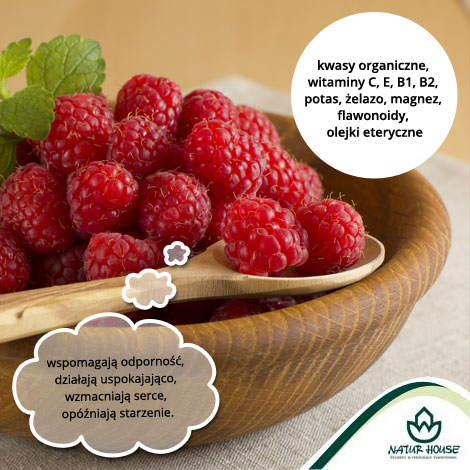 kwasy organiczne,
witaminy C, E, B1, B2,
potas, żelazo, magnez,
flawonoidy,
olejki eteryczne
wspomagają odporność,
działają uspokajająco,
wzmacniają serce,
opóźniają starzenie.
NATUR HOUSE